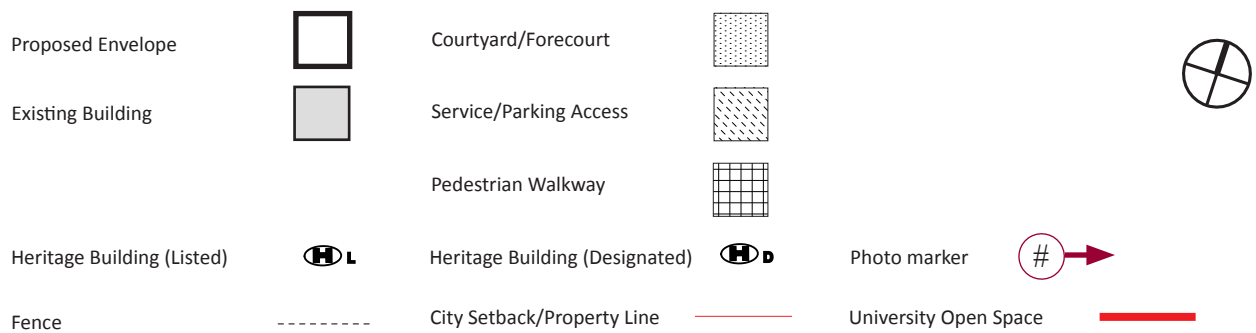 Proposed Envelope
Courtyard/Forecourt
Existing Building
Service/Parking Access
Pedestrian Walkway
Heritage Building (Listed) H L
Heritage Building (Designated) H D
Photo marker #
Fence
City Setback/Property Line
University Open Space